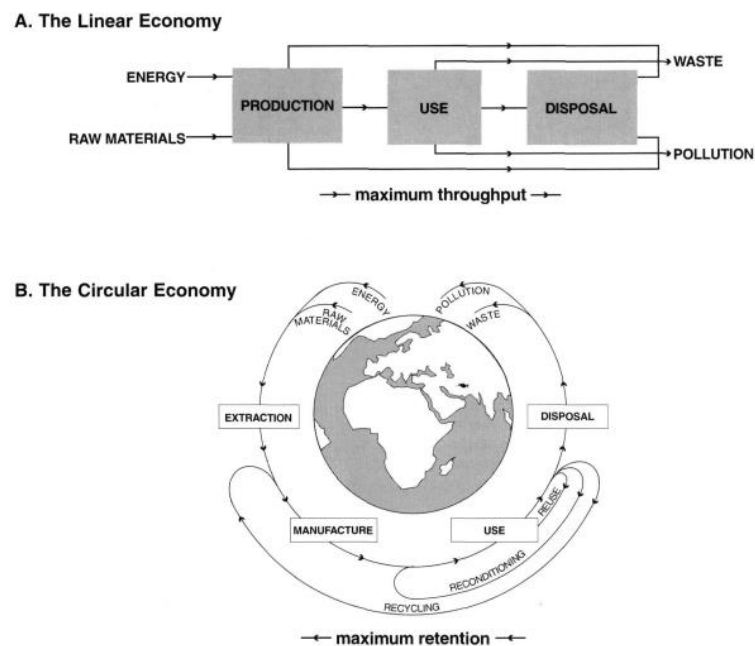 A. The Linear Economy
ENERGY
RAW MATERIALS
PRODUCTION
USE
DISPOSAL
WASTE
POLLUTION
maximum throughput
B. The Circular Economy
ENERGY
RAW
MATERIALS
POLLUTION
WASTE
EXTRACTION
DISPOSAL
MANUFACTURE
USE
REUSE
RECONDITIONING
RECYCLING
maximum retention